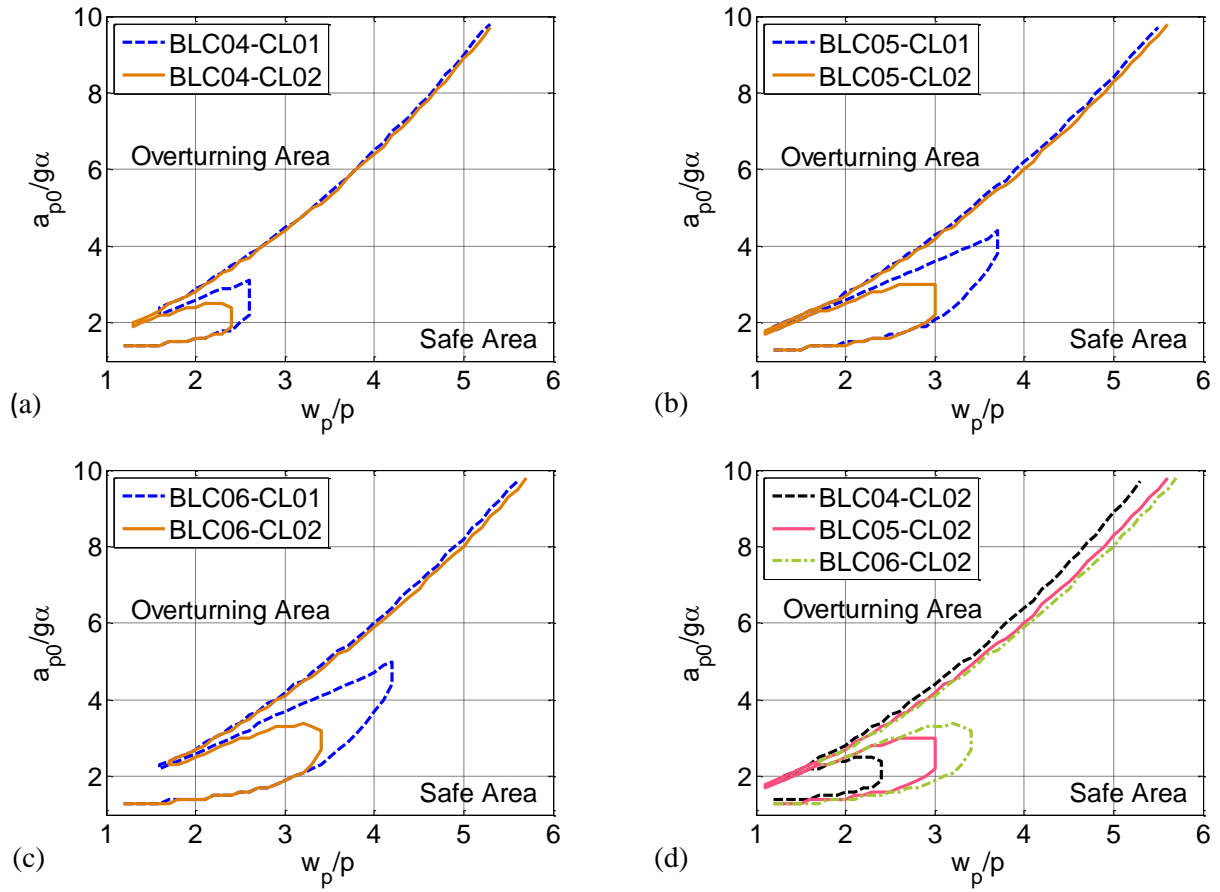 10
8
6
4
2
1 2 3 4 5 6
a_p0/gα
w_p/p
BLC04-CL01
BLC04-CL02
Overturning Area
Safe Area
(a)
10
8
6
4
2
1 2 3 4 5 6
a_p0/gα
w_p/p
BLC05-CL01
BLC05-CL02
Overturning Area
Safe Area
(b)
10
8
6
4
2
1 2 3 4 5 6
a_p0/gα
w_p/p
BLC06-CL01
BLC06-CL02
Overturning Area
Safe Area
(c)
10
8
6
4
2
1 2 3 4 5 6
a_p0/gα
w_p/p
BLC04-CL02
BLC05-CL02
BLC06-CL02
Overturning Area
Safe Area
(d)